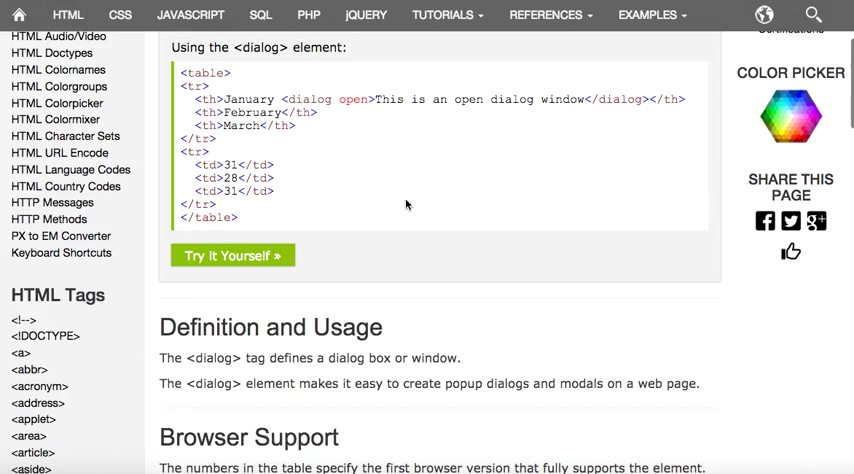 HTML CSS JAVASCRIPT SQL PHP jQUERY TUTORIALS REFERENCES EXAMPLES
HTML Audio/Video
HTML Doctypes
HTML Colornames
HTML Colorgroups
HTML Colorpicker
HTML Colormixer
HTML Character Sets
HTML URL Encode
HTML Language Codes
HTML Country Codes
HTTP Messages
HTTP Methods
PX to EM Converter
Keyboard Shortcuts
HTML Tags
<!-->
<!DOCTYPE>
<a>
<abbr>
<acronym>
<address>
<applet>
<area>
<article>
<aside>
Using the <dialog> element:
<table>
<tr>
<th>January <dialog open>This is an open dialog window</dialog></th>
<th>February</th>
<th>March</th>
</tr>
<tr>
<td>31</td>
<td>28</td>
<td>31</td>
</tr>
</table>
Try it Yourself »
Definition and Usage
The <dialog> tag defines a dialog box or window.
The <dialog> element makes it easy to create popup dialogs and modals on a web page.
Browser Support
The numbers in the table specify the first browser version that fully supports the element.
COLOR PICKER
SHARE THIS
PAGE